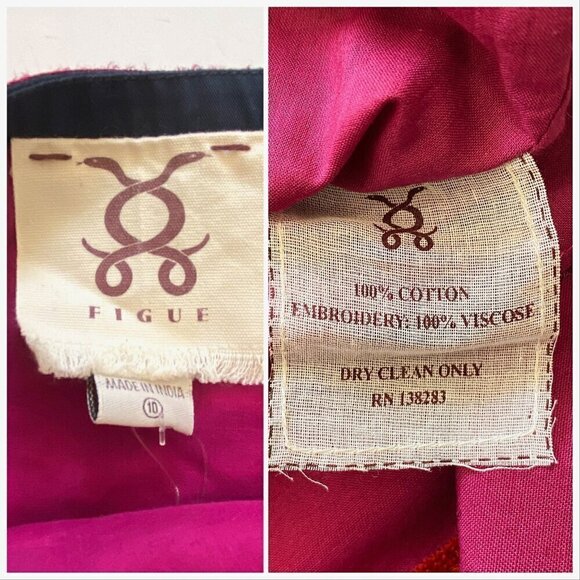 FIGUE
MADE IN INDIA
10
100% COTTON
EMBROIDERY: 100% VISCOSE
DRY CLEAN ONLY
RN 138283